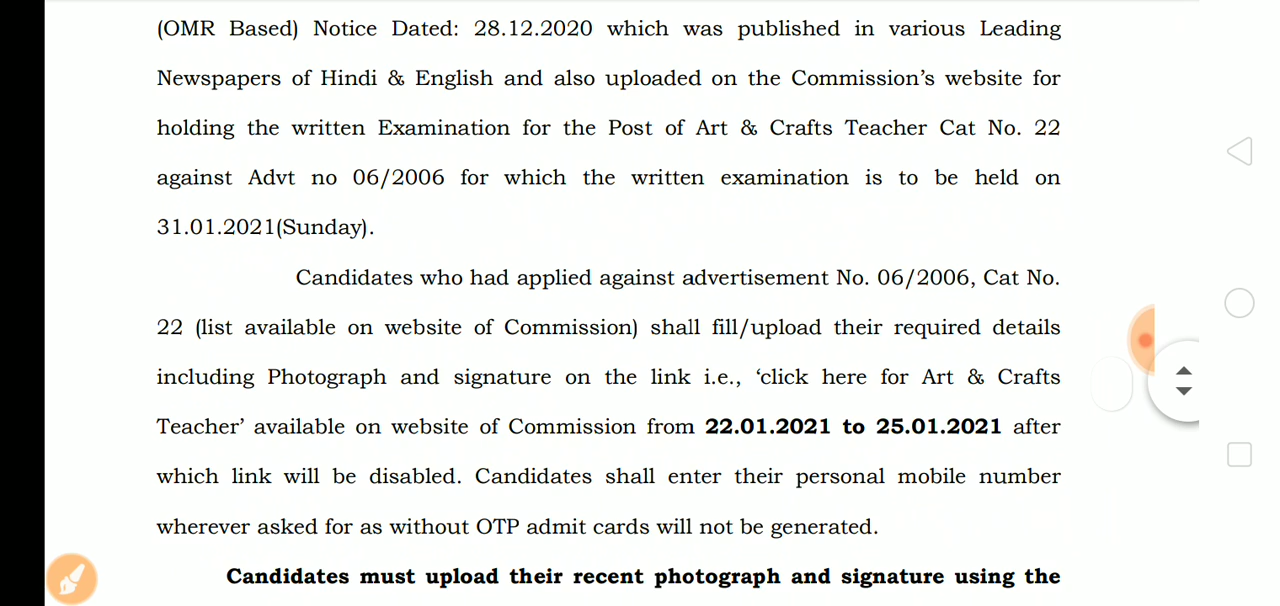 (OMR Based) Notice Dated: 28.12.2020 which was published in various Leading
Newspapers of Hindi & English and also uploaded on the Commission’s website for
holding the written Examination for the Post of Art & Crafts Teacher Cat No. 22
against Advt no 06/2006 for which the written examination is to be held on
31.01.2021(Sunday).
Candidates who had applied against advertisement No. 06/2006, Cat No.
22 (list available on website of Commission) shall fill/upload their required details
including Photograph and signature on the link i.e., ‘click here for Art & Crafts
Teacher’ available on website of Commission from 22.01.2021 to 25.01.2021 after
which link will be disabled. Candidates shall enter their personal mobile number
wherever asked for as without OTP admit cards will not be generated.
Candidates must upload their recent photograph and signature using the